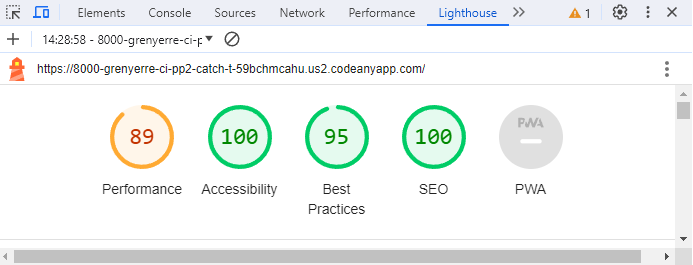 Elements Console Sources Network Performance Lighthouse 1
14:28:58 - 8000-grenyerre-ci-p
https://8000-grenyerre-ci-pp2-catch-t-59bchmcahu.us2.codeanyapp.com/
89 100 95 100 PWA
Performance Accessibility Best Practices SEO PWA